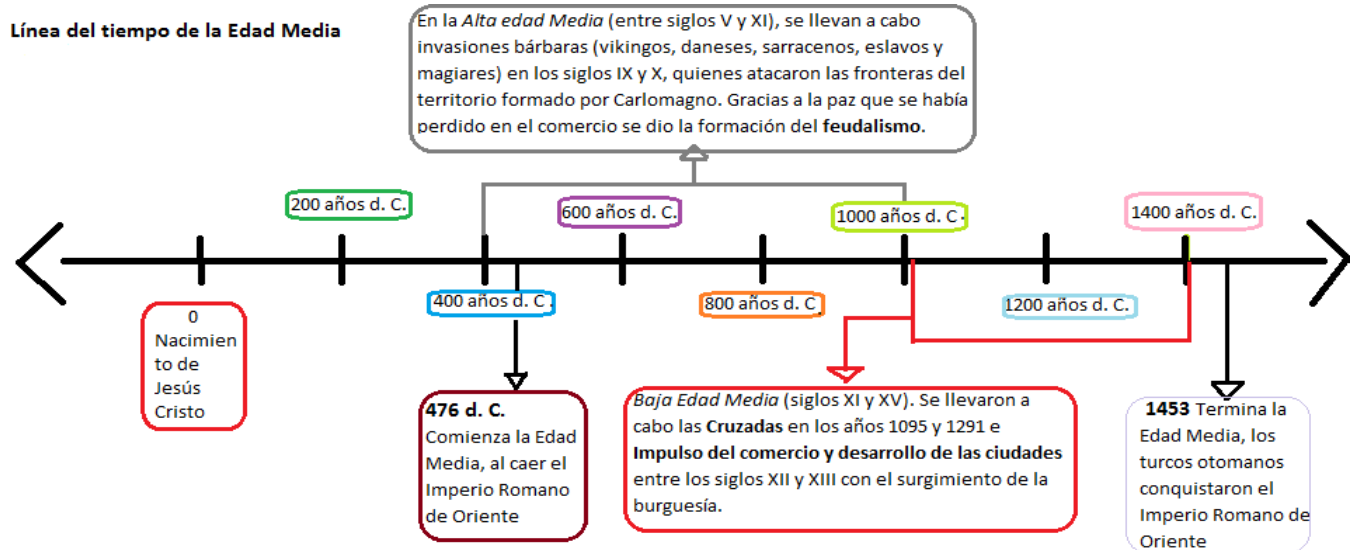 Línea del tiempo de la Edad Media
En la Alta edad Media (entre siglos V y XI), se llevan a cabo
invasiones bárbaras (vikingos, daneses, sarracenos, eslavos y
magiares) en los siglos IX y X, quienes atacaron las fronteras del
territorio formado por Carlomagno. Gracias a la paz que se había
perdido en el comercio se dio la formación del feudalismo.
200 años d. C.
600 años d. C.
1000 años d. C.
1400 años d. C.
400 años d. C.
800 años d. C.
1200 años d. C.
0
Nacimien
to de
Jesús
Cristo
476 d. C.
Comienza la Edad
Media, al caer el
Imperio Romano
de Oriente
Baja Edad Media (siglos XI y XV). Se llevaron a
cabo las Cruzadas en los años 1095 y 1291 e
Impulso del comercio y desarrollo de las ciudades
entre los siglos XII y XIII con el surgimiento de la
burguesía.
1453 Termina la
Edad Media, los
turcos otomanos
conquistaron el
Imperio Romano de
Oriente